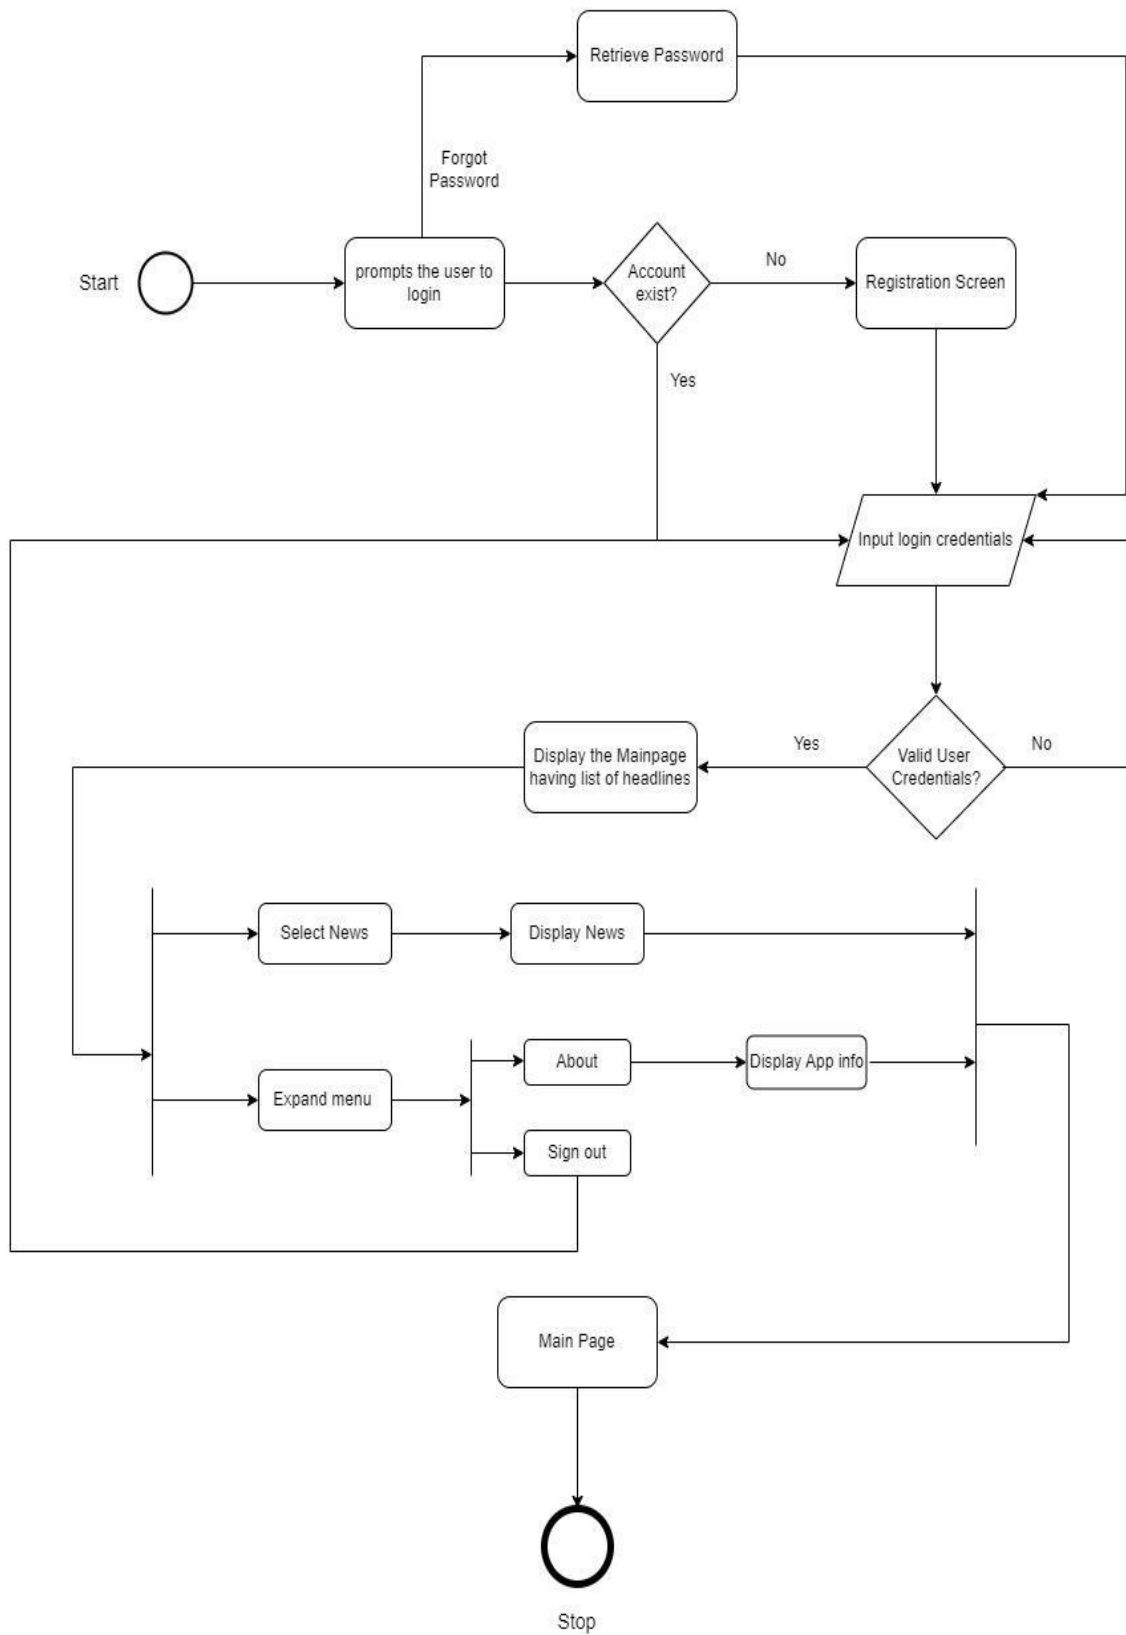 Retrieve Password
Forgot
Password
Start
prompts the user to
login
Account
exist?
No
Registration Screen
Yes
Input login credentials
Display the Mainpage
having list of headlines
Yes
Valid User
Credentials?
No
Select News
Display News
Expand menu
About
Display App info
Sign out
Main Page
Stop